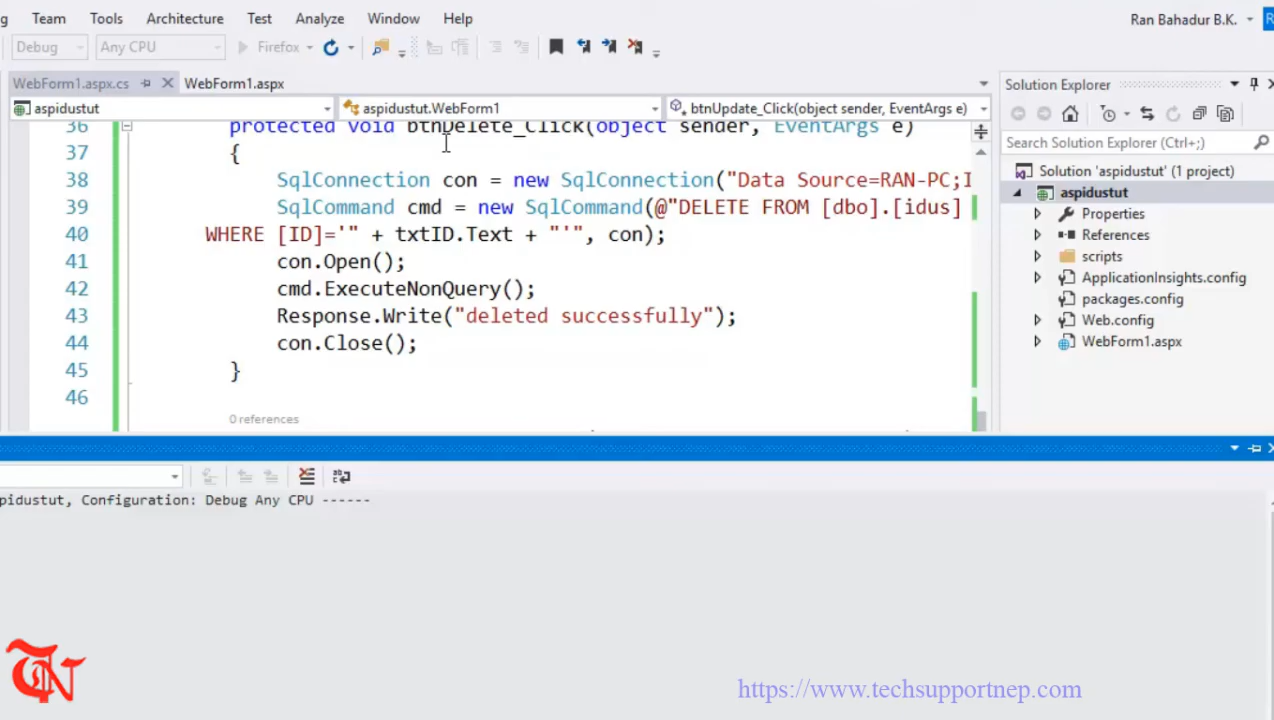 g Team Tools Architecture Test Analyze Window Help Ran Bahadur B.K. R
Debug Any CPU Firefox
WebForm1.aspx.cs WebForm1.aspx
Solution Explorer
aspidustut aspidustut.WebForm1 btnUpdate_Click(object sender, EventArgs e)
36 protected void btnDelete_Click(object sender, EventArgs e)
Search Solution Explorer (Ctrl+;)
37 {
Solution 'aspidustut' (1 project)
38 SqlConnection con = new SqlConnection("Data Source=RAN-PC;I
aspidustut
39 SqlCommand cmd = new SqlCommand(@"DELETE FROM [dbo].[idus]
Properties
40 WHERE [ID]='" + txtID.Text + "'", con);
References
41 con.Open();
scripts
42 cmd.ExecuteNonQuery();
ApplicationInsights.config
43 Response.Write("deleted successfully");
packages.config
44 con.Close();
Web.config
45 }
WebForm1.aspx
46
0 references
pidustut, Configuration: Debug Any CPU ------
TN
https://www.techsupportnep.com